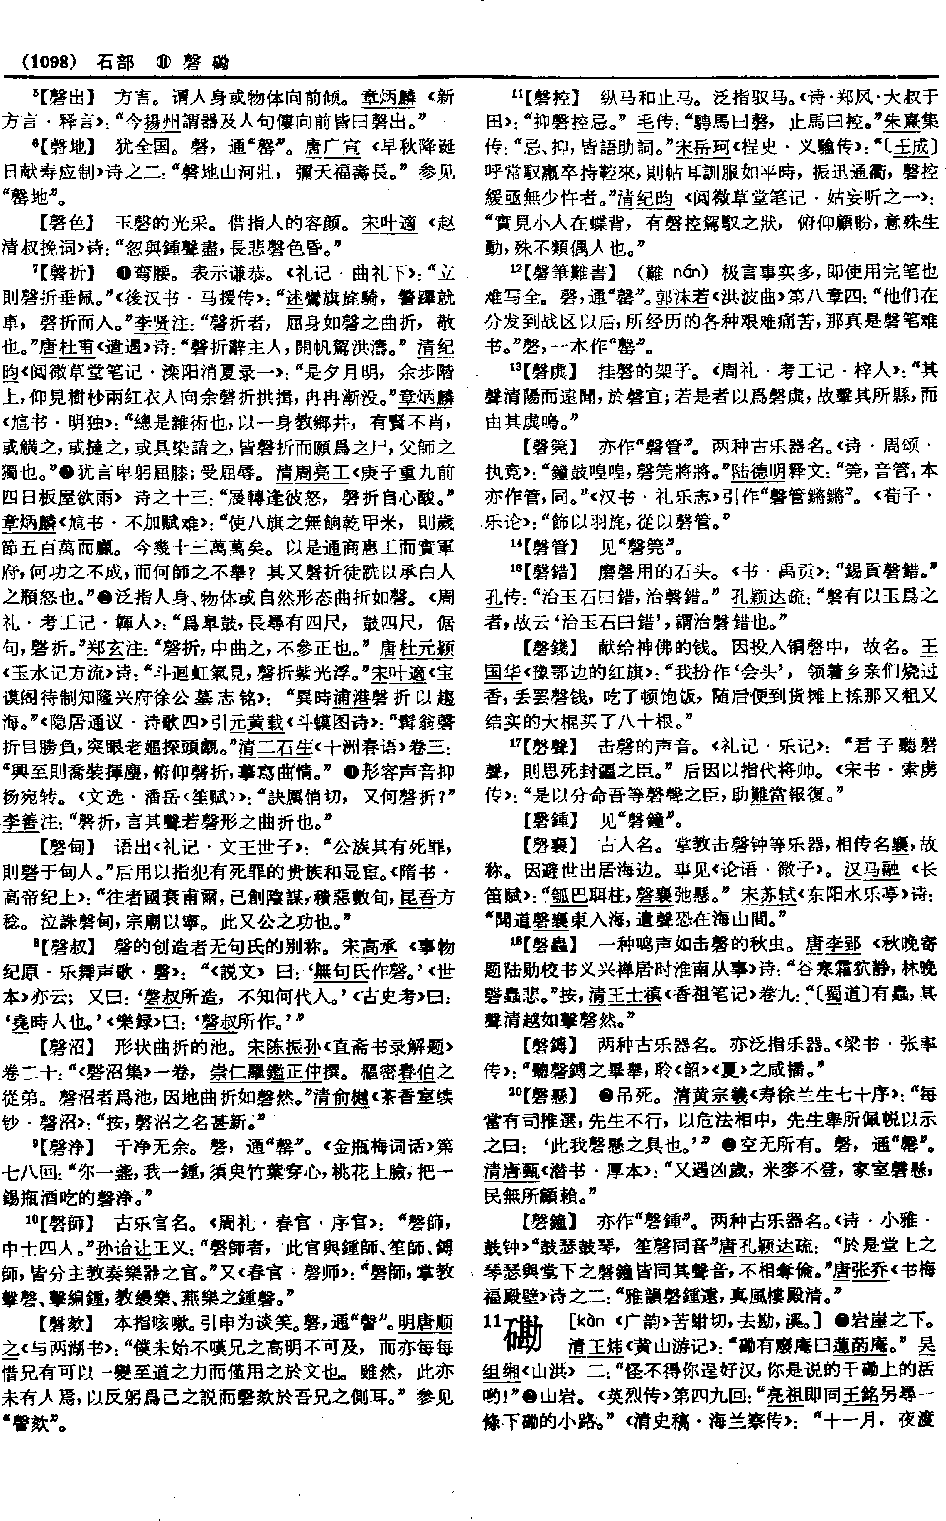 (1098) 石部 ⑪ 磬 磡
⁵【磬出】 方言。谓人身或物体向前倾。章炳麟《新
方言·释言》：“今揚州謂器及人句僂向前皆曰磬出。”
⁶【磬地】 犹全国。磬，通“罄”。唐广宣《早秋降诞
日献寿应制》诗之二：“磬地山河壯，彌天福壽長。” 参见
“罄地”。
【磬色】 玉磬的光采。借指人的容颜。宋叶適《赵
清叔挽词》诗：“忽與鍾聲盡，長悲磬色昏。”
⁷【磬折】 ❶弯腰。表示谦恭。《礼记·曲礼下》：“立
則磬折垂佩。”《後汉书·马援传》：“述鸞旗旄騎，警蹕就
車，磬折而入。”李贤注：“磬折者，屈身如磬之曲折，敬
也。”唐杜甫《遣遇》诗：“磬折辭主人，開帆駕洪濤。” 清纪
昀《阅微草堂笔记·滦阳消夏录一》：“是夕月明，余步階
上，仰見樹杪兩紅衣人向余磬折拱揖，冉冉漸没。”章炳麟
《訄书·明独》：“總是雜術也，以一身教鄉井，有賢不肖，
或觵之，或撻之，或具染請之，皆磬折而願爲之尸，父師之
獨也。”❷犹言卑躬屈膝；受屈辱。清周亮工《庚子重九前
四日板屋欲雨》诗之十三：“展轉逢彼怒，磬折自心酸。”
章炳麟《訄书·不加赋难》：“使八旗之無餉乾甲米，則歲
節五百萬而贏。今幾十三萬萬矣。以是通商惠工而實軍
府，何功之不成，而何師之不舉？其又磬折徒跣以承白人
之頩怒也。”❸泛指人身、物体或自然形态曲折如磬。《周
礼·考工记·韗人》：“爲皋鼓，長尋有四尺，鼓四尺，倨
句，磬折。”郑玄注：“磬折，中曲之，不參正也。” 唐杜元颖
《玉水记方流》诗：“斗迴虹氣見，磬折紫光浮。”宋叶適《宝
谟阁待制知隆兴府徐公墓志铭》：“異時浦港磬折以趨
海。”《隐居通议·诗歌四》引元黄载《斗蟆图诗》：“髯翁磬
折目勝負，突眼老嫗探頭覷。”清二石生《十洲春语》卷三：
“興至則喬裝揮麈，俯仰磬折，摹寫曲情。” ❹形容声音抑
扬宛转。《文选·潘岳〈笙赋〉》：“訣厲悄切，又何磬折？”
李善注：“磬折，言其聲若磬形之曲折也。”
【磬甸】 语出《礼记·文王世子》：“公族其有死罪，
則磬于甸人。”后用以指犯有死罪的贵族和显宦。《隋书·
高帝纪上》：“往者國衰甫爾，已創陰謀，積惡數旬，昆吾方
稔。泣誅磬甸，宗廟以寧。此又公之功也。”
⁸【磬叔】 磬的创造者无句氏的别称。宋高承《事物
纪原·乐舞声歌·磬》：“《説文》曰：‘無句氏作磬。’《世
本》亦云；又曰：‘磬叔所造，不知何代人。’《古史考》曰：
‘堯時人也。’《樂録》曰：‘磬叔所作。’”
【磬沼】 形状曲折的池。宋陈振孙《直斋书录解题》
卷二十：“《磬沼集》一卷，崇仁羅鑑正仲撰。樞密春伯之
從弟。磬沼者爲池，因地曲折如磬然。”清俞樾《茶香室续
钞·磬沼》：“按，磬沼之名甚新。”
⁹【磬净】 干净无余。磬，通“罄”。《金瓶梅词话》第
七八回：“你一盞，我一鍾，須臾竹葉穿心，桃花上臉，把一
錫瓶酒吃的磬净。”
¹⁰【磬師】 古乐官名。《周礼·春官·序官》：“磬師，
中士四人。”孙诒让正义：“磬師者，此官與鍾師、笙師、鎛
師，皆分主教奏樂器之官。”又《春官·磬师》：“磬師，掌教
擊磬、擊編鍾，教縵樂、燕樂之鍾磬。”
【磬欬】 本指咳嗽。引申为谈笑。磬，通“謦”。明唐顺
之《与两湖书》：“僕未始不嘆兄之高明不可及，而亦每每
惜兄有可以一變至道之力而僅用之於文也。雖然，此亦
未有人焉，以反躬爲己之說而磬欬於吾兄之側耳。” 参见
“謦欬”。
¹¹【磬控】 纵马和止马。泛指驭马。《诗·郑风·大叔于
田》：“抑磬控忌。” 毛传：“騁馬曰磬，止馬曰控。”朱熹集
传：“忌、抑，皆語助詞。”宋岳珂《桯史·义騟传》：“〔王成〕
呼常馭廝卒持鞚來，則帖耳訓服如平時，振迅通衢，磬控
緩亟無少忤者。”清纪昀《阅微草堂笔记·姑妄听之一》：
“實見小人在蝶背，有磬控駕馭之狀，俯仰顧盼，意殊生
動，殊不類偶人也。”
¹²【磬筆難書】（難 nán） 极言事实多，即使用完笔也
难写全。磬，通“罄”。郭沫若《洪波曲》第八章四：“他们在
分发到战区以后，所经历的各种艰难痛苦，那真是磬笔难
书。”磬，一本作“罄”。
¹³【磬虡】 挂磬的架子。《周礼·考工记·梓人》：“其
聲清陽而遠聞，於磬宜；若是者以爲磬虡，故擊其所縣，而
由其虡鳴。”
【磬筦】 亦作“磬管”。两种古乐器名。《诗·周颂·
执竞》：“鐘鼓喤喤，磬筦將將。”陆德明释文：“筦，音管，本
亦作管，同。”《汉书·礼乐志》引作“磬管鏘鏘”。《荀子·
乐论》：“飾以羽旄，從以磬管。”
¹⁴【磬管】 见“磬筦”。
¹⁶【磬錯】 磨磬用的石头。《书·禹贡》：“錫貢磬錯。”
孔传：“治玉石曰錯，治磬錯。” 孔颖达疏：“磬有以玉爲之
者，故云‘治玉石曰錯’，謂治磬錯也。”
【磬錢】 献给神佛的钱。因投入铜磬中，故名。王
国华《豫鄂边的红旗》：“我扮作‘会头’，领着乡亲们烧过
香，丢罢磬钱，吃了顿饱饭，随后便到货摊上拣那又粗又
结实的大棍买了八十根。”
¹⁷【磬聲】 击磬的声音。《礼记·乐记》：“君子聽磬
聲，則思死封疆之臣。” 后因以指代将帅。《宋书·索虏
传》：“是以分命吾等磬聲之臣，助難當報復。”
【磬鍾】 见“磬鐘”。
【磬襄】 古人名。掌教击磬钟等乐器，相传名襄，故
称。因避世出居海边。事见《论语·微子》。汉马融《长
笛赋》：“瓠巴聑柱，磬襄弛懸。” 宋苏轼《东阳水乐亭》诗：
“聞道磬襄東入海，遺聲恐在海山間。”
¹⁸【磬蟲】 一种鸣声如击磬的秋虫。唐李郢《秋晚寄
题陆勋校书义兴禅居时淮南从事》诗：“谷寒霜狖静，林晚
磬蟲悲。”按，清王士禛《香祖笔记》卷九：“〔蜀道〕有蟲，其
聲清越如擊磬然。”
【磬鎛】 两种古乐器名。亦泛指乐器。《梁书·张率
传》：“聽磬鎛之畢舉，聆《韶》《夏》之咸播。”
²⁰【磬懸】 ❶吊死。清黄宗羲《寿徐兰生七十序》：“每
當有司推選，先生不行，以危法相中，先生舉所佩帨以示
之曰：‘此我磬懸之具也。’” ❷空无所有。磬，通“罄”。
清唐甄《潜书·厚本》：“又遇凶歲，米麥不登，家室磬懸，
民無所顧賴。”
【磬鐘】 亦作“磬鍾”。两种古乐器名。《诗·小雅·
鼓钟》“鼓瑟鼓琴，笙磬同音”唐孔颖达疏：“於是堂上之
琴瑟與堂下之磬鐘皆同其聲音，不相奪倫。”唐张乔《书梅
福殿壁》诗之二：“雅韻磬鍾遠，真風樓殿清。”
11磡 [kàn《广韵》苦紺切，去勘，溪。] ❶岩崖之下。
清王炜《黄山游记》：“磡有廢庵曰蓮葯庵。” 吴
组缃《山洪》二：“怪不得你逞好汉，你是说的干磡上的活
哟！”❷山岩。《英烈传》第四九回：“亮祖即同王銘另尋一
條下磡的小路。”《清史稿·海兰察传》：“十一月，夜渡